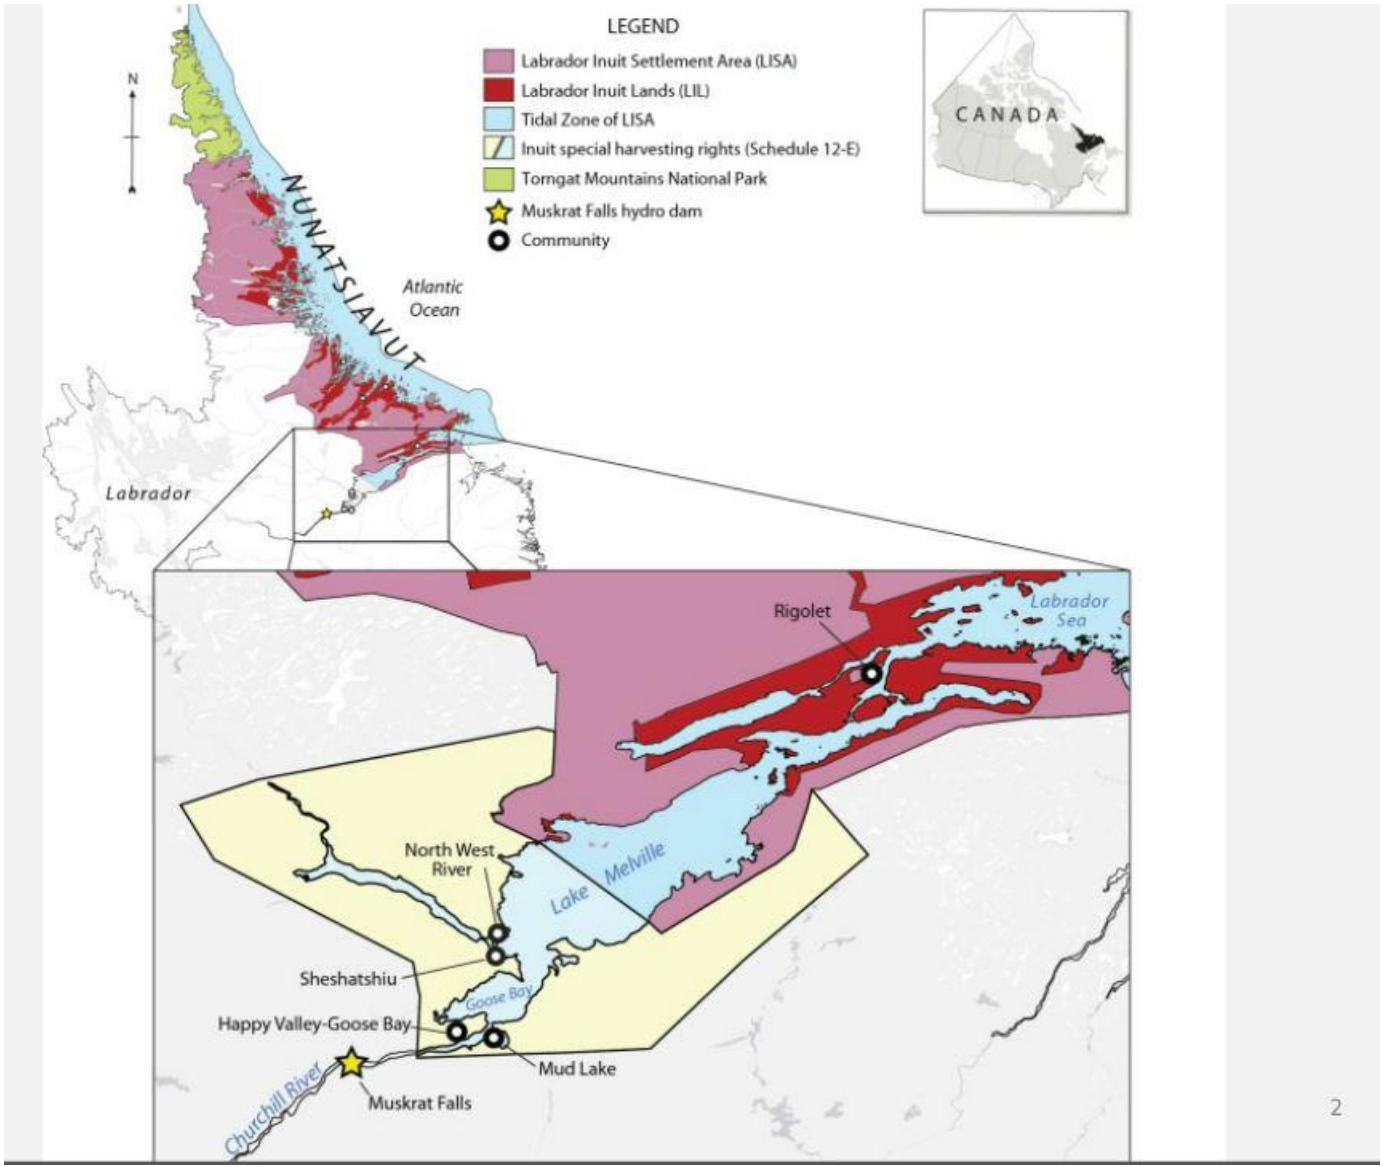 LEGEND
Labrador Inuit Settlement Area (LISA)
Labrador Inuit Lands (LIL)
Tidal Zone of LISA
Inuit special harvesting rights (Schedule 12-E)
Torngat Mountains National Park
Muskrat Falls hydro dam
Community
CANADA
N
NUNATSIAVUT
Atlantic
Ocean
Labrador
Rigolet
Labrador
Sea
North West
River
Lake Melville
Sheshatshiu
Goose Bay
Happy Valley-Goose Bay
Mud Lake
Churchill River
Muskrat Falls
2